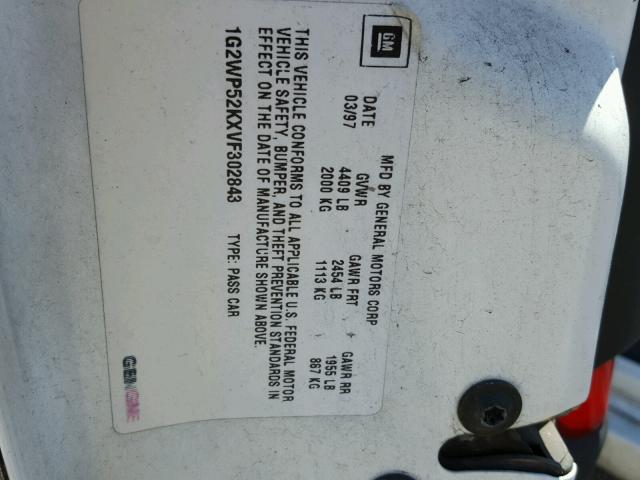 GM
MFD BY GENERAL MOTORS CORP
DATE GVWR GAWR FRT GAWR RR
03/97 4409 LB 2454 LB 1955 LB
2000 KG 1113 KG 867 KG
THIS VEHICLE CONFORMS TO ALL APPLICABLE U.S. FEDERAL MOTOR
VEHICLE SAFETY, BUMPER, AND THEFT PREVENTION STANDARDS IN
EFFECT ON THE DATE OF MANUFACTURE SHOWN ABOVE.
1G2WP52KXVF302843 TYPE: PASS CAR